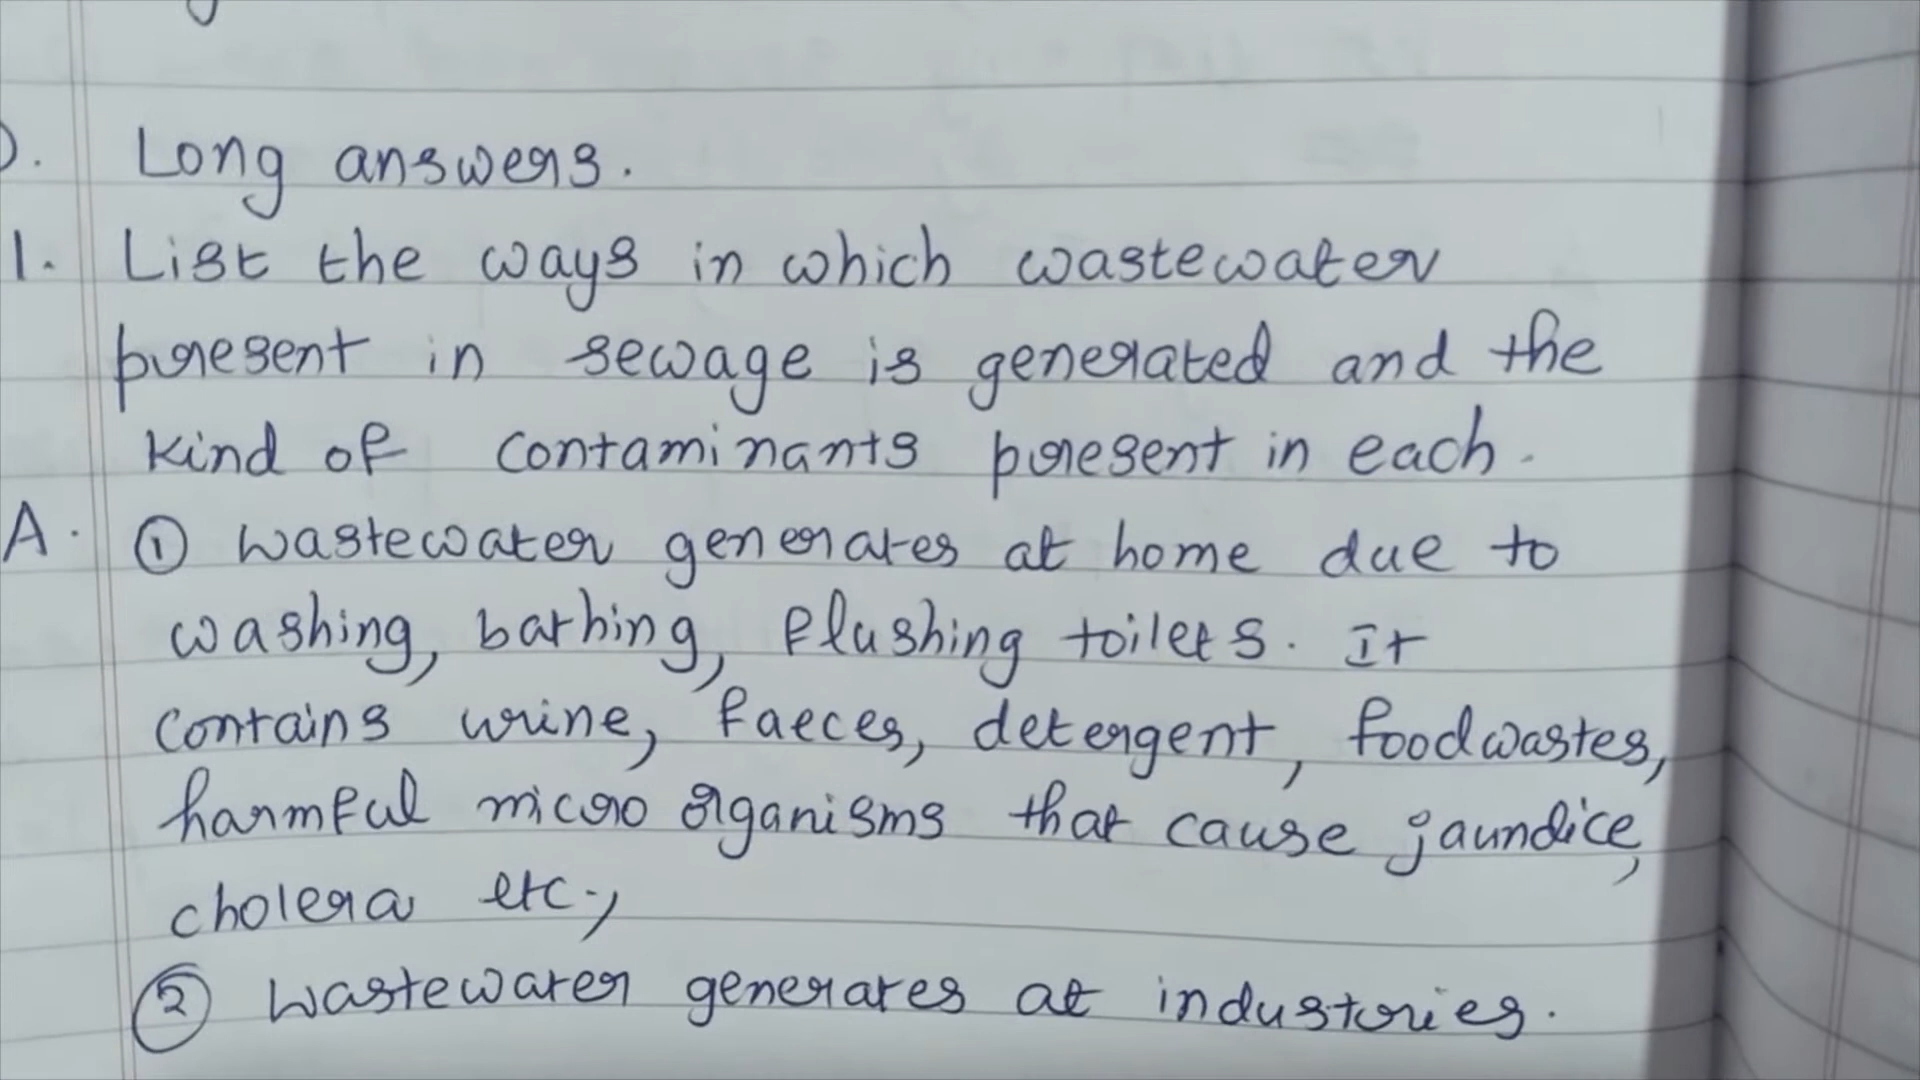 D. Long answers.
1. List the ways in which wastewater
present in sewage is generated and the
kind of contaminants present in each.
A. ① wastewater generates at home due to
washing, bathing, flushing toilets. It
contains urine, faeces, detergent, foodwastes,
harmful micro organisms that cause jaundice,
cholera etc.,
② wastewater generates at industries.